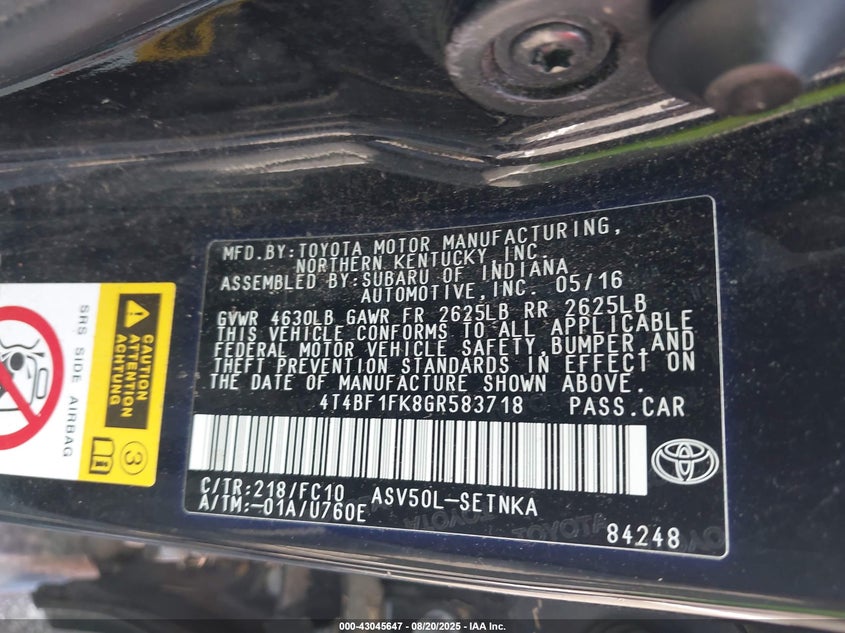 MFD.BY:TOYOTA MOTOR MANUFACTURING,
NORTHERN KENTUCKY, INC.
ASSEMBLED BY:SUBARU OF INDIANA
AUTOMOTIVE,INC. 05/16
GVWR 4630LB GAWR FR 2625LB RR 2625LB
THIS VEHICLE CONFORMS TO ALL APPLICABLE
FEDERAL MOTOR VEHICLE SAFETY,BUMPER,AND
THEFT PREVENTION STANDARDS IN EFFECT ON
THE DATE OF MANUFACTURE SHOWN ABOVE.
4T4BF1FK8GR583718 PASS.CAR
C/TR:218/FC10 ASV50L-SETNKA
A/TM:-01A/U760E
84248
TOYOTA
SRS SIDE AIRBAG
CAUTION
ATTENTION
ACHTUNG
3
000-43045647 - 08/20/2025 - IAA Inc.